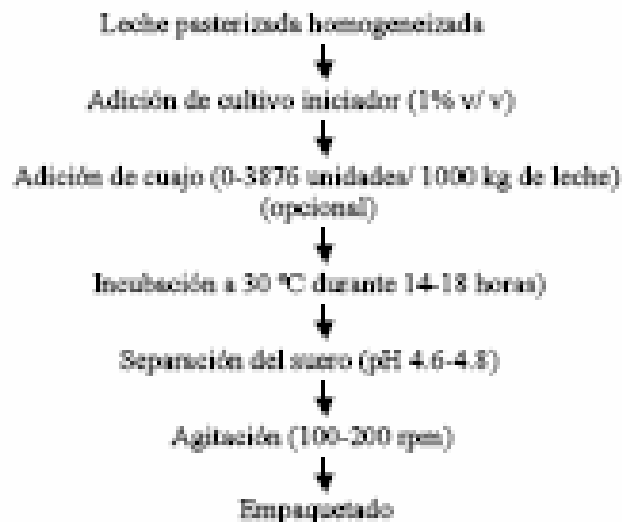 Leche pasterizada homogeneizada
Adición de cultivo iniciador (1% v/ v)
Adición de cuajo (0-3876 unidades/ 1000 kg de leche)
(opcional)
Incubación a 30 ºC durante 14-18 horas)
Separación del suero (pH 4.6-4.8)
Agitación (100-200 rpm)
Empaquetado